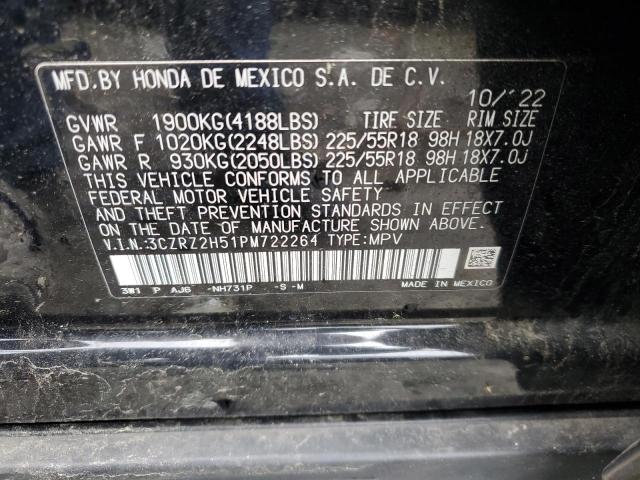 MFD.BY HONDA DE MEXICO S.A. DE C.V.
10/'22
GVWR 1900KG(4188LBS) TIRE SIZE RIM SIZE
GAWR F 1020KG(2248LBS) 225/55R18 98H 18X7.0J
GAWR R 930KG(2050LBS) 225/55R18 98H 18X7.0J
THIS VEHICLE CONFORMS TO ALL APPLICABLE
FEDERAL MOTOR VEHICLE SAFETY
AND THEFT PREVENTION STANDARDS IN EFFECT
ON THE DATE OF MANUFACTURE SHOWN ABOVE.
V.I.N:3CZRZ2H51PM722264 TYPE:MPV
3W1 P AJ6 -NH731P -S -M MADE IN MEXICO